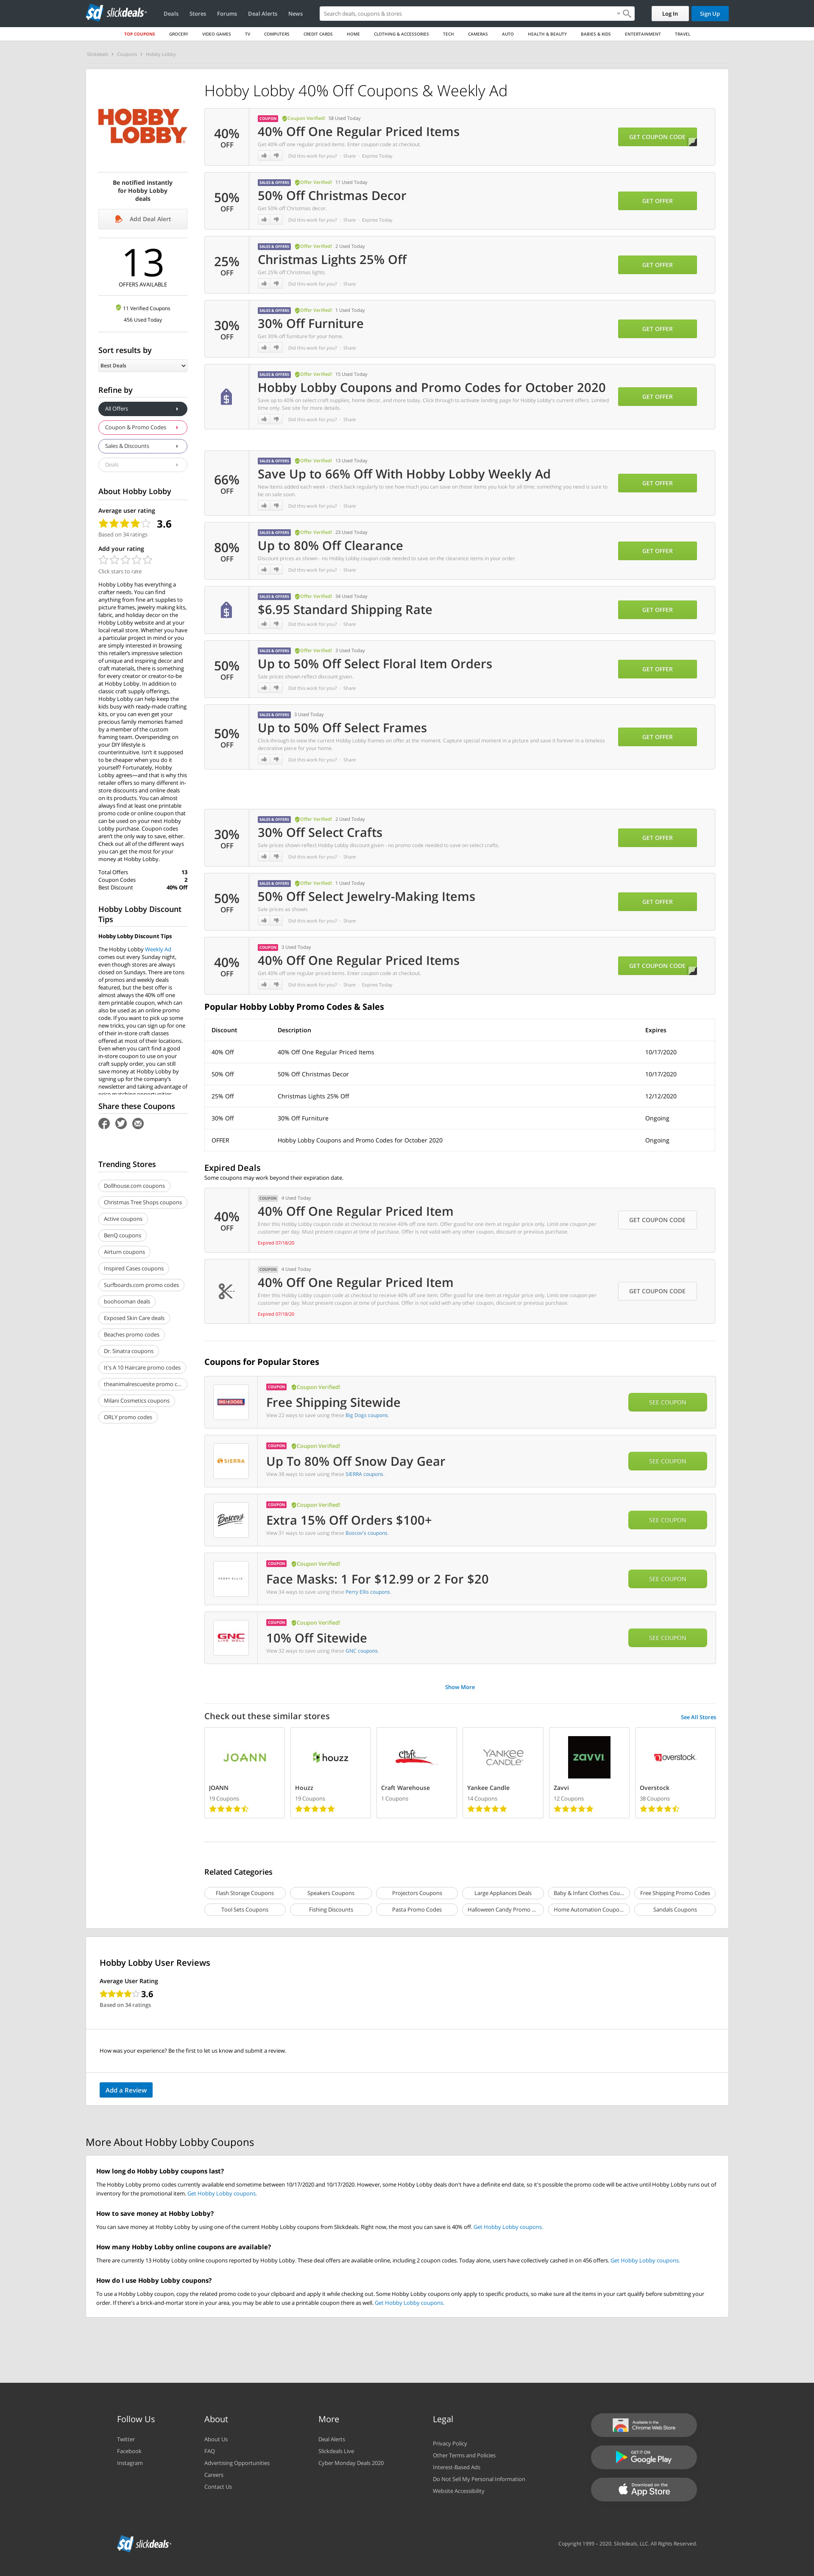 slickdeals
Deals
Stores
Forums
Deal Alerts
News
Search deals, coupons & stores
Log In
Sign Up
TOP COUPONS
GROCERY
VIDEO GAMES
TV
COMPUTERS
CREDIT CARDS
HOME
CLOTHING & ACCESSORIES
TECH
CAMERAS
AUTO
HEALTH & BEAUTY
BABIES & KIDS
ENTERTAINMENT
TRAVEL
Slickdeals > Coupons > Hobby Lobby
HOBBY
LOBBY
Be notified instantly
for Hobby Lobby
deals
Add Deal Alert
13
OFFERS AVAILABLE
11 Verified Coupons
456 Used Today
Sort results by
Best Deals
Refine by
All Offers
Coupon & Promo Codes
Sales & Discounts
Deals
About Hobby Lobby
Average user rating
3.6
Based on 34 ratings
Add your rating
Click stars to rate
Hobby Lobby has everything a
crafter needs. You can find
anything from fine art supplies to
picture frames, jewelry making kits,
fabric, and holiday decor on the
Hobby Lobby website and at your
local retail store. Whether you have
a particular project in mind or you
are simply interested in browsing
this retailer's impressive selection
of unique and inspiring decor and
craft materials, there is something
for every creator or creator-to-be
at Hobby Lobby. In addition to
classic craft supply offerings,
Hobby Lobby can help keep the
kids busy with ready-made crafting
kits, or you can even get your
precious family memories framed
by a member of the custom
framing team. Overspending on
your DIY lifestyle is
counterintuitive. Isn't it supposed
to be cheaper when you do it
yourself? Fortunately, Hobby
Lobby agrees—and that is why this
retailer offers so many different in-
store discounts and online deals
on its products. You can almost
always find at least one printable
promo code or online coupon that
can be used on your next Hobby
Lobby purchase. Coupon codes
aren't the only way to save, either.
Check out all of the different ways
you can get the most for your
money at Hobby Lobby.
Total Offers 13
Coupon Codes 2
Best Discount 40% Off
Hobby Lobby Discount
Tips
Hobby Lobby Discount Tips
The Hobby Lobby Weekly Ad
comes out every Sunday night,
even though stores are always
closed on Sundays. There are tons
of promos and weekly deals
featured, but the best offer is
almost always the 40% off one
item printable coupon, which can
also be used as an online promo
code. If you want to pick up some
new tricks, you can sign up for one
of their in-store craft classes
offered at most of their locations.
Even when you can't find a good
in-store coupon to use on your
craft supply order, you can still
save money at Hobby Lobby by
signing up for the company's
newsletter and taking advantage of
price matching opportunities
Share these Coupons
Trending Stores
Dollhouse.com coupons
Christmas Tree Shops coupons
Active coupons
BenQ coupons
Airturn coupons
Inspired Cases coupons
Surfboards.com promo codes
boohooman deals
Exposed Skin Care deals
Beaches promo codes
Dr. Sinatra coupons
It's A 10 Haircare promo codes
theanimalrescuesite promo c...
Milani Cosmetics coupons
ORLY promo codes
Hobby Lobby 40% Off Coupons & Weekly Ad
40% OFF
COUPON Coupon Verified! 58 Used Today
40% Off One Regular Priced Items
Get 40% off one regular priced items. Enter coupon code at checkout.
Did this work for you? · Share · Expires Today
GET COUPON CODE
50% OFF
SALES & OFFERS Offer Verified! 11 Used Today
50% Off Christmas Decor
Get 50% off Christmas decor.
Did this work for you? · Share · Expires Today
GET OFFER
25% OFF
SALES & OFFERS Offer Verified! 2 Used Today
Christmas Lights 25% Off
Get 25% off Christmas lights.
Did this work for you? · Share
GET OFFER
30% OFF
SALES & OFFERS Offer Verified! 1 Used Today
30% Off Furniture
Get 30% off furniture for your home.
Did this work for you? · Share
GET OFFER
SALES & OFFERS Offer Verified! 15 Used Today
Hobby Lobby Coupons and Promo Codes for October 2020
Save up to 40% on select craft supplies, home decor, and more today. Click through to activate landing page for Hobby Lobby's current offers. Limited
time only. See site for more details.
Did this work for you? · Share
GET OFFER
66% OFF
SALES & OFFERS Offer Verified! 13 Used Today
Save Up to 66% Off With Hobby Lobby Weekly Ad
New items added each week - check back regularly to see how much you can save on those items you look for all time; something you need is sure to
be on sale soon.
Did this work for you? · Share
GET OFFER
80% OFF
SALES & OFFERS Offer Verified! 23 Used Today
Up to 80% Off Clearance
Discount prices as shown - no Hobby Lobby coupon code needed to save on the clearance items in your order.
Did this work for you? · Share
GET OFFER
SALES & OFFERS Offer Verified! 34 Used Today
$6.95 Standard Shipping Rate
Did this work for you? · Share
GET OFFER
50% OFF
SALES & OFFERS Offer Verified! 3 Used Today
Up to 50% Off Select Floral Item Orders
Sale prices shown reflect discount given.
Did this work for you? · Share
GET OFFER
50% OFF
SALES & OFFERS 3 Used Today
Up to 50% Off Select Frames
Click through to view the current Hobby Lobby frames on offer at the moment. Capture special moment in a picture and save it forever in a timeless
decorative piece for your home.
Did this work for you? · Share
GET OFFER
30% OFF
SALES & OFFERS Offer Verified! 2 Used Today
30% Off Select Crafts
Sale prices shown reflect Hobby Lobby discount given - no promo code needed to save on select crafts.
Did this work for you? · Share
GET OFFER
50% OFF
SALES & OFFERS Offer Verified! 1 Used Today
50% Off Select Jewelry-Making Items
Sale prices as shown.
Did this work for you? · Share
GET OFFER
40% OFF
COUPON 3 Used Today
40% Off One Regular Priced Items
Get 40% off one regular priced items. Enter coupon code at checkout.
Did this work for you? · Share · Expires Today
GET COUPON CODE
Popular Hobby Lobby Promo Codes & Sales
Discount Description Expires
40% Off 40% Off One Regular Priced Items 10/17/2020
50% Off 50% Off Christmas Decor 10/17/2020
25% Off Christmas Lights 25% Off 12/12/2020
30% Off 30% Off Furniture Ongoing
OFFER Hobby Lobby Coupons and Promo Codes for October 2020 Ongoing
Expired Deals
Some coupons may work beyond their expiration date.
40% OFF
COUPON 4 Used Today
40% Off One Regular Priced Item
Enter this Hobby Lobby coupon code at checkout to receive 40% off one item. Offer good for one item at regular price only. Limit one coupon per
customer per day. Must present coupon at time of purchase. Offer is not valid with any other coupon, discount or previous purchase.
Expired 07/18/20
GET COUPON CODE
COUPON 4 Used Today
40% Off One Regular Priced Item
Enter this Hobby Lobby coupon code at checkout to receive 40% off one item. Offer good for one item at regular price only. Limit one coupon per
customer per day. Must present coupon at time of purchase. Offer is not valid with any other coupon, discount or previous purchase.
Expired 07/18/20
GET COUPON CODE
Coupons for Popular Stores
BIG DOGS
COUPON Coupon Verified!
Free Shipping Sitewide
View 22 ways to save using these Big Dogs coupons.
SEE COUPON
SIERRA
COUPON Coupon Verified!
Up To 80% Off Snow Day Gear
View 38 ways to save using these SIERRA coupons.
SEE COUPON
Boscov's
COUPON Coupon Verified!
Extra 15% Off Orders $100+
View 31 ways to save using these Boscov's coupons.
SEE COUPON
PERRY ELLIS
COUPON Coupon Verified!
Face Masks: 1 For $12.99 or 2 For $20
View 34 ways to save using these Perry Ellis coupons.
SEE COUPON
GNC
LIVE WELL
COUPON Coupon Verified!
10% Off Sitewide
View 32 ways to save using these GNC coupons.
SEE COUPON
Show More
Check out these similar stores
See All Stores
JOANN
JOANN
19 Coupons
houzz
Houzz
19 Coupons
Craft
Craft Warehouse
1 Coupons
YANKEE
CANDLE
Yankee Candle
14 Coupons
ZAVVI
Zavvi
12 Coupons
overstock
Overstock
38 Coupons
Related Categories
Flash Storage Coupons
Speakers Coupons
Projectors Coupons
Large Appliances Deals
Baby & Infant Clothes Cou...
Free Shipping Promo Codes
Tool Sets Coupons
Fishing Discounts
Pasta Promo Codes
Halloween Candy Promo ...
Home Automation Coupo...
Sandals Coupons
Hobby Lobby User Reviews
Average User Rating
3.6
Based on 34 ratings
How was your experience? Be the first to let us know and submit a review.
Add a Review
More About Hobby Lobby Coupons
How long do Hobby Lobby coupons last?
The Hobby Lobby promo codes currently available end sometime between 10/17/2020 and 10/17/2020. However, some Hobby Lobby deals don't have a definite end date, so it's possible the promo code will be active until Hobby Lobby runs out of
inventory for the promotional item. Get Hobby Lobby coupons.
How to save money at Hobby Lobby?
You can save money at Hobby Lobby by using one of the current Hobby Lobby coupons from Slickdeals. Right now, the most you can save is 40% off. Get Hobby Lobby coupons.
How many Hobby Lobby online coupons are available?
There are currently 13 Hobby Lobby online coupons reported by Hobby Lobby. These deal offers are available online, including 2 coupon codes. Today alone, users have collectively cashed in on 456 offers. Get Hobby Lobby coupons.
How do I use Hobby Lobby coupons?
To use a Hobby Lobby coupon, copy the related promo code to your clipboard and apply it while checking out. Some Hobby Lobby coupons only apply to specific products, so make sure all the items in your cart qualify before submitting your
order. If there's a brick-and-mortar store in your area, you may be able to use a printable coupon there as well. Get Hobby Lobby coupons.
Follow Us
Twitter
Facebook
Instagram
About
About Us
FAQ
Advertising Opportunities
Careers
Contact Us
More
Deal Alerts
Slickdeals Live
Cyber Monday Deals 2020
Legal
Privacy Policy
Other Terms and Policies
Interest-Based Ads
Do Not Sell My Personal Information
Website Accessibility
Available in the
Chrome Web Store
GET IT ON
Google Play
Download on the
App Store
slickdeals
Copyright 1999 - 2020. Slickdeals, LLC. All Rights Reserved.